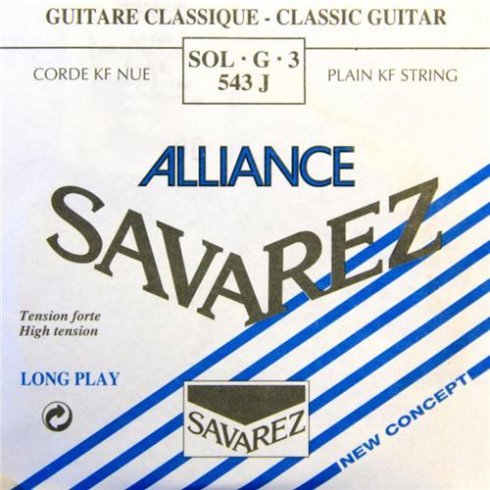 GUITARE CLASSIQUE - CLASSIC GUITAR
SOL · G · 3
543 J
CORDE KF NUE
PLAIN KF STRING
ALLIANCE
SAVAREZ
Tension forte
High tension
LONG PLAY
SAVAREZ
NEW CONCEPT